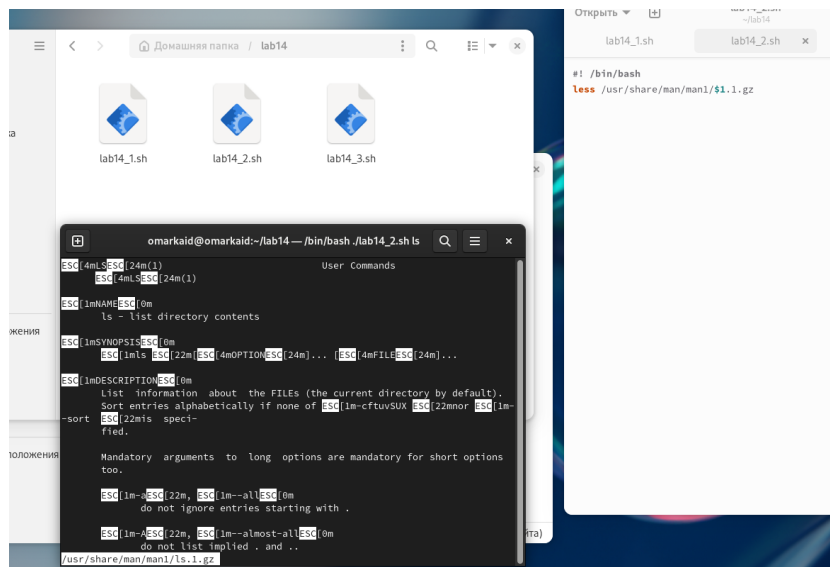 Домашняя папка / lab14
lab14_1.sh
lab14_2.sh
lab14_3.sh
Открыть
~/lab14
lab14_1.sh
lab14_2.sh
#! /bin/bash
less /usr/share/man/man1/$1.1.gz
omarkaid@omarkaid:~/lab14 — /bin/bash ./lab14_2.sh ls
ESC[4mLSESC[24m(1) User Commands
ESC[4mLSESC[24m(1)
ESC[1mNAMEESC[0m
ls - list directory contents
ESC[1mSYNOPSISESC[0m
ESC[1mls ESC[22m[ESC[4mOPTIONESC[24m]... [ESC[4mFILEESC[24m]...
ESC[1mDESCRIPTIONESC[0m
List information about the FILEs (the current directory by default).
Sort entries alphabetically if none of ESC[1m-cftuvSUX ESC[22mnor ESC[1m-
-sort ESC[22mis speci-
fied.
Mandatory arguments to long options are mandatory for short options
too.
ESC[1m-aESC[22m, ESC[1m--allESC[0m
do not ignore entries starting with .
ESC[1m-AESC[22m, ESC[1m--almost-allESC[0m
do not list implied . and ..
/usr/share/man/man1/ls.1.gz